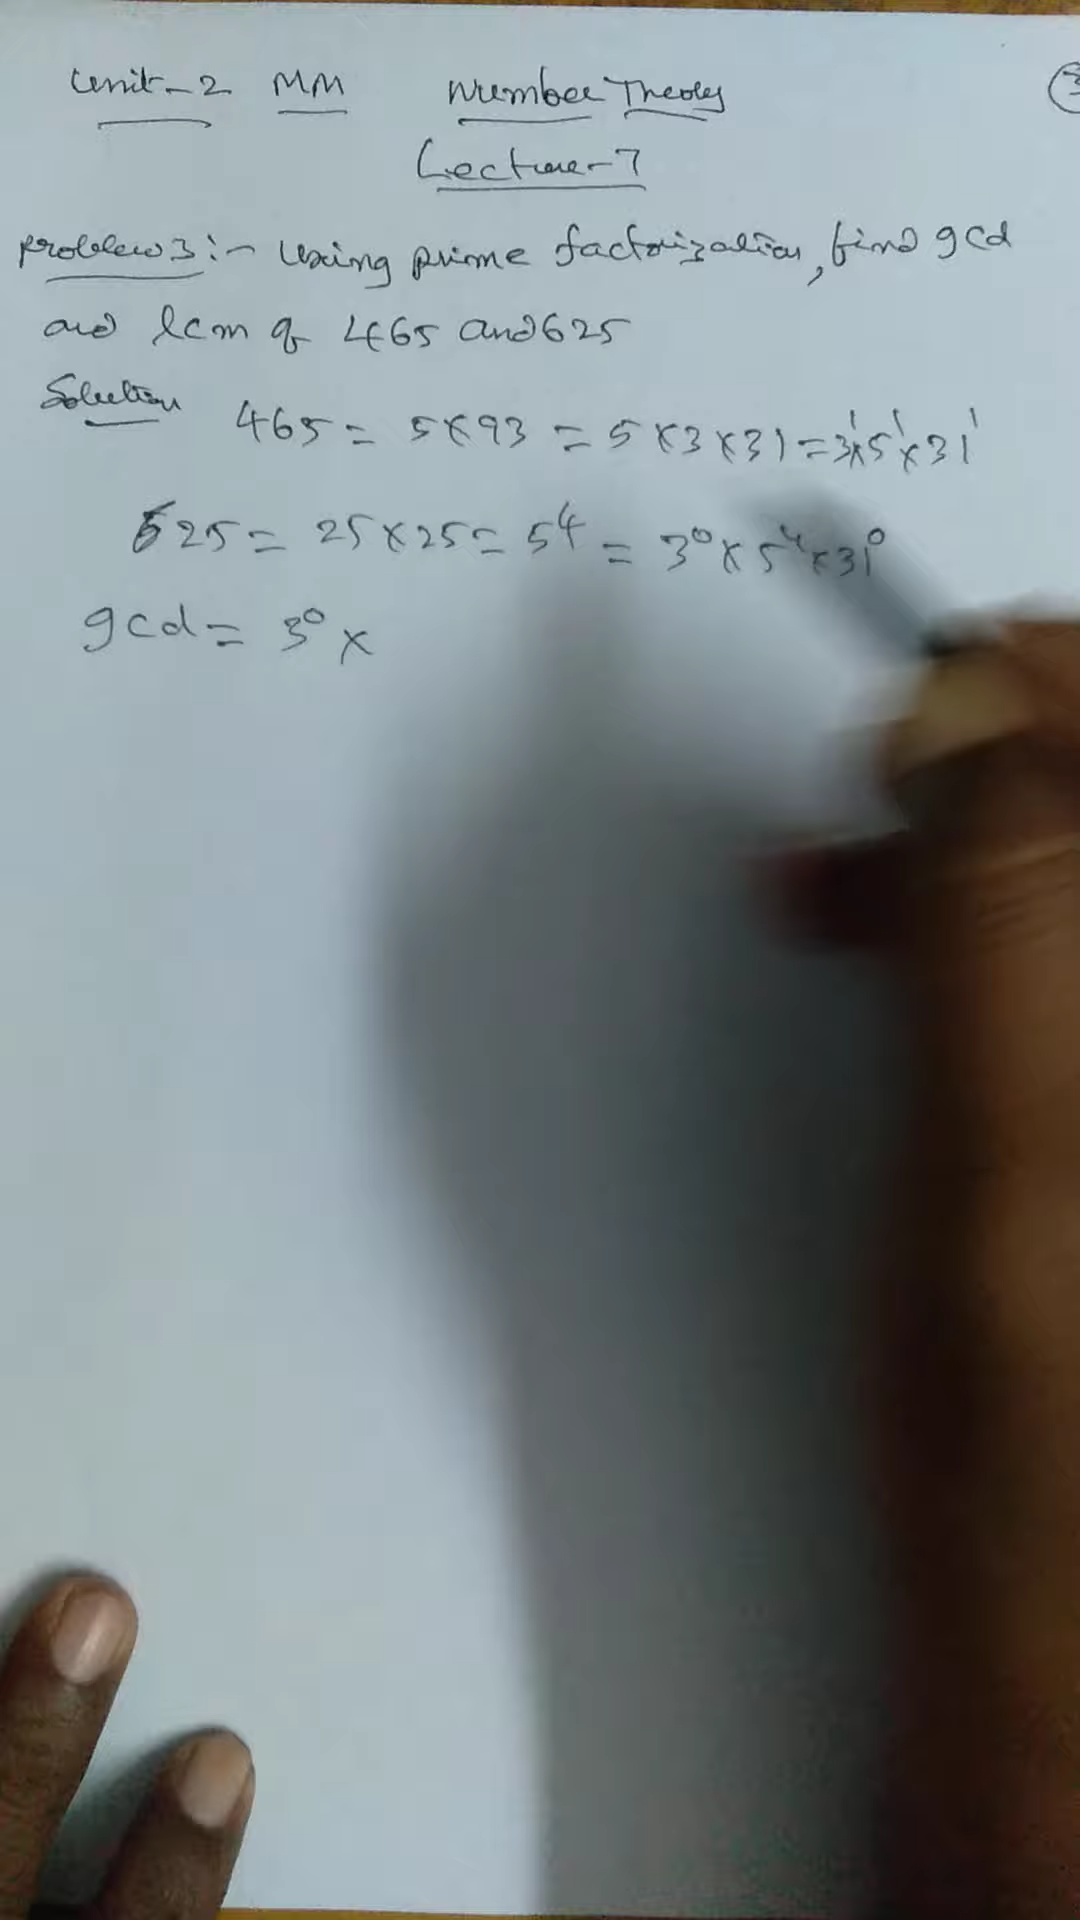 Unit-2 MM Number Theory 3
Lecture-7
problem 3:- Using prime factorization, find gcd
and lcm of 465 and 625
Solution 465 = 5×93 = 5×3×31 = 3¹×5¹×31¹
625 = 25×25 = 5⁴ = 3⁰×5⁴×31⁰
gcd = 3⁰×